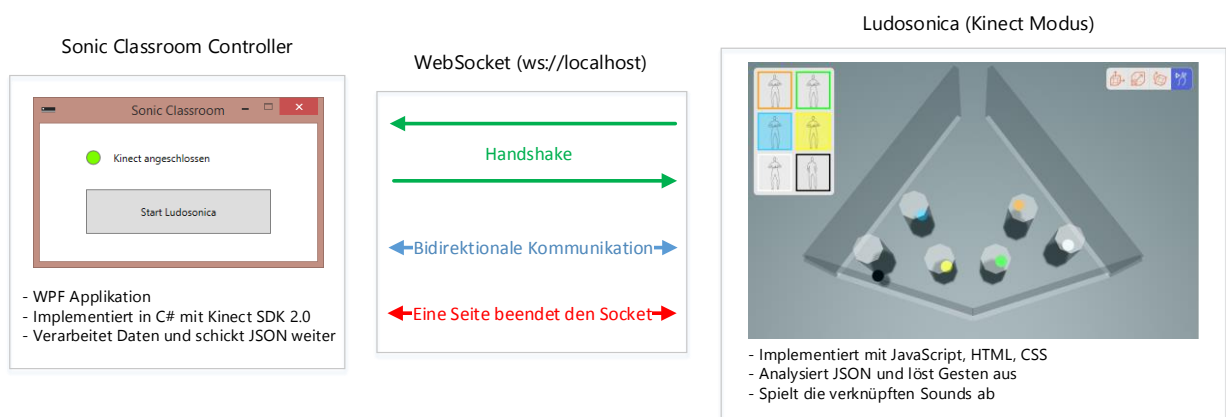 Sonic Classroom Controller
Sonic Classroom
Kinect angeschlossen
Start Ludosonica
- WPF Applikation
- Implementiert in C# mit Kinect SDK 2.0
- Verarbeitet Daten und schickt JSON weiter
WebSocket (ws://localhost)
Handshake
Bidirektionale Kommunikation
Eine Seite beendet den Socket
Ludosonica (Kinect Modus)
- Implementiert mit JavaScript, HTML, CSS
- Analysiert JSON und löst Gesten aus
- Spielt die verknüpften Sounds ab